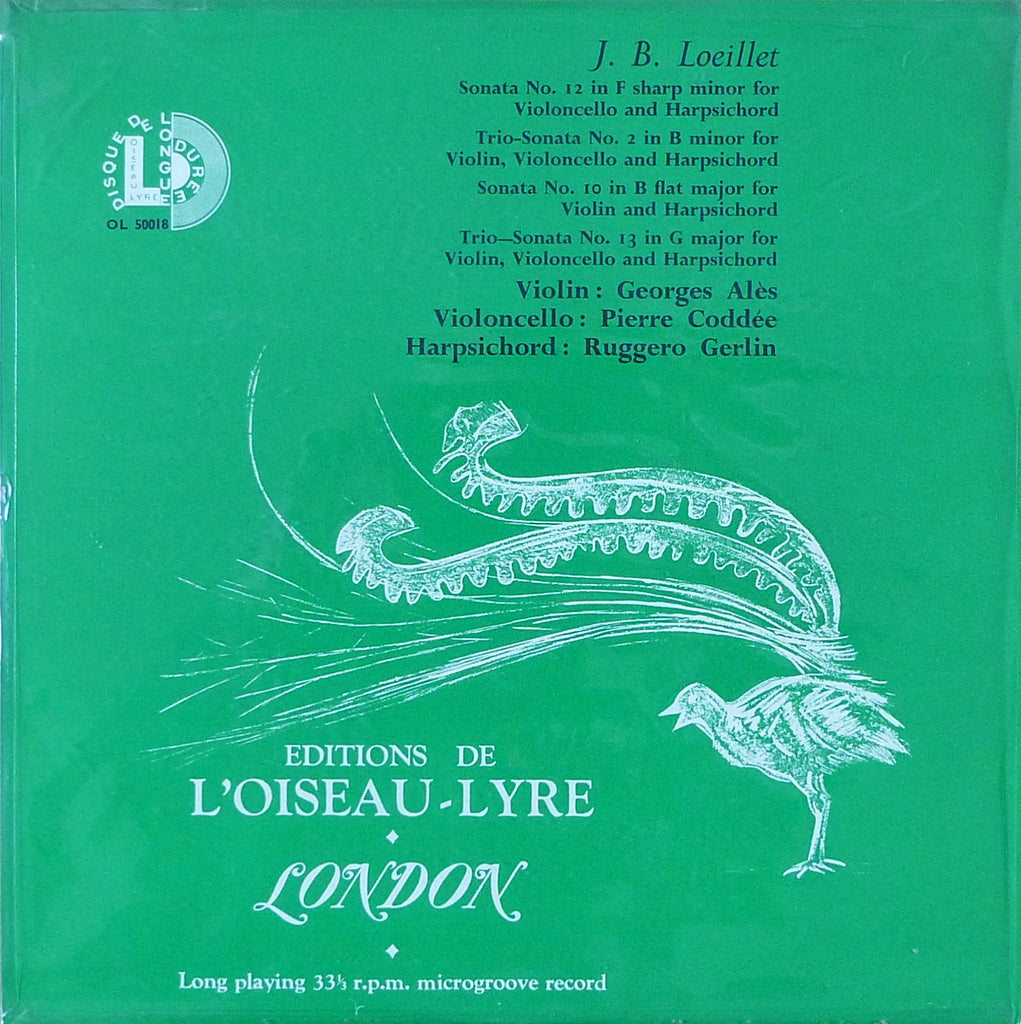 J. B. Loeillet
Sonata No. 12 in F sharp minor for
Violoncello and Harpsichord
Trio-Sonata No. 2 in B minor for
Violin, Violoncello and Harpsichord
Sonata No. 10 in B flat major for
Violin and Harpsichord
Trio—Sonata No. 13 in G major for
Violin, Violoncello and Harpsichord
Violin : Georges Alès
Violoncello : Pierre Coddée
Harpsichord : Ruggero Gerlin
DISQUE DE
LONGUE
DURÉE
L
OISEAU
LYRE
OL 50018
EDITIONS DE
L'OISEAU-LYRE
LONDON
Long playing 33⅓ r.p.m. microgroove record